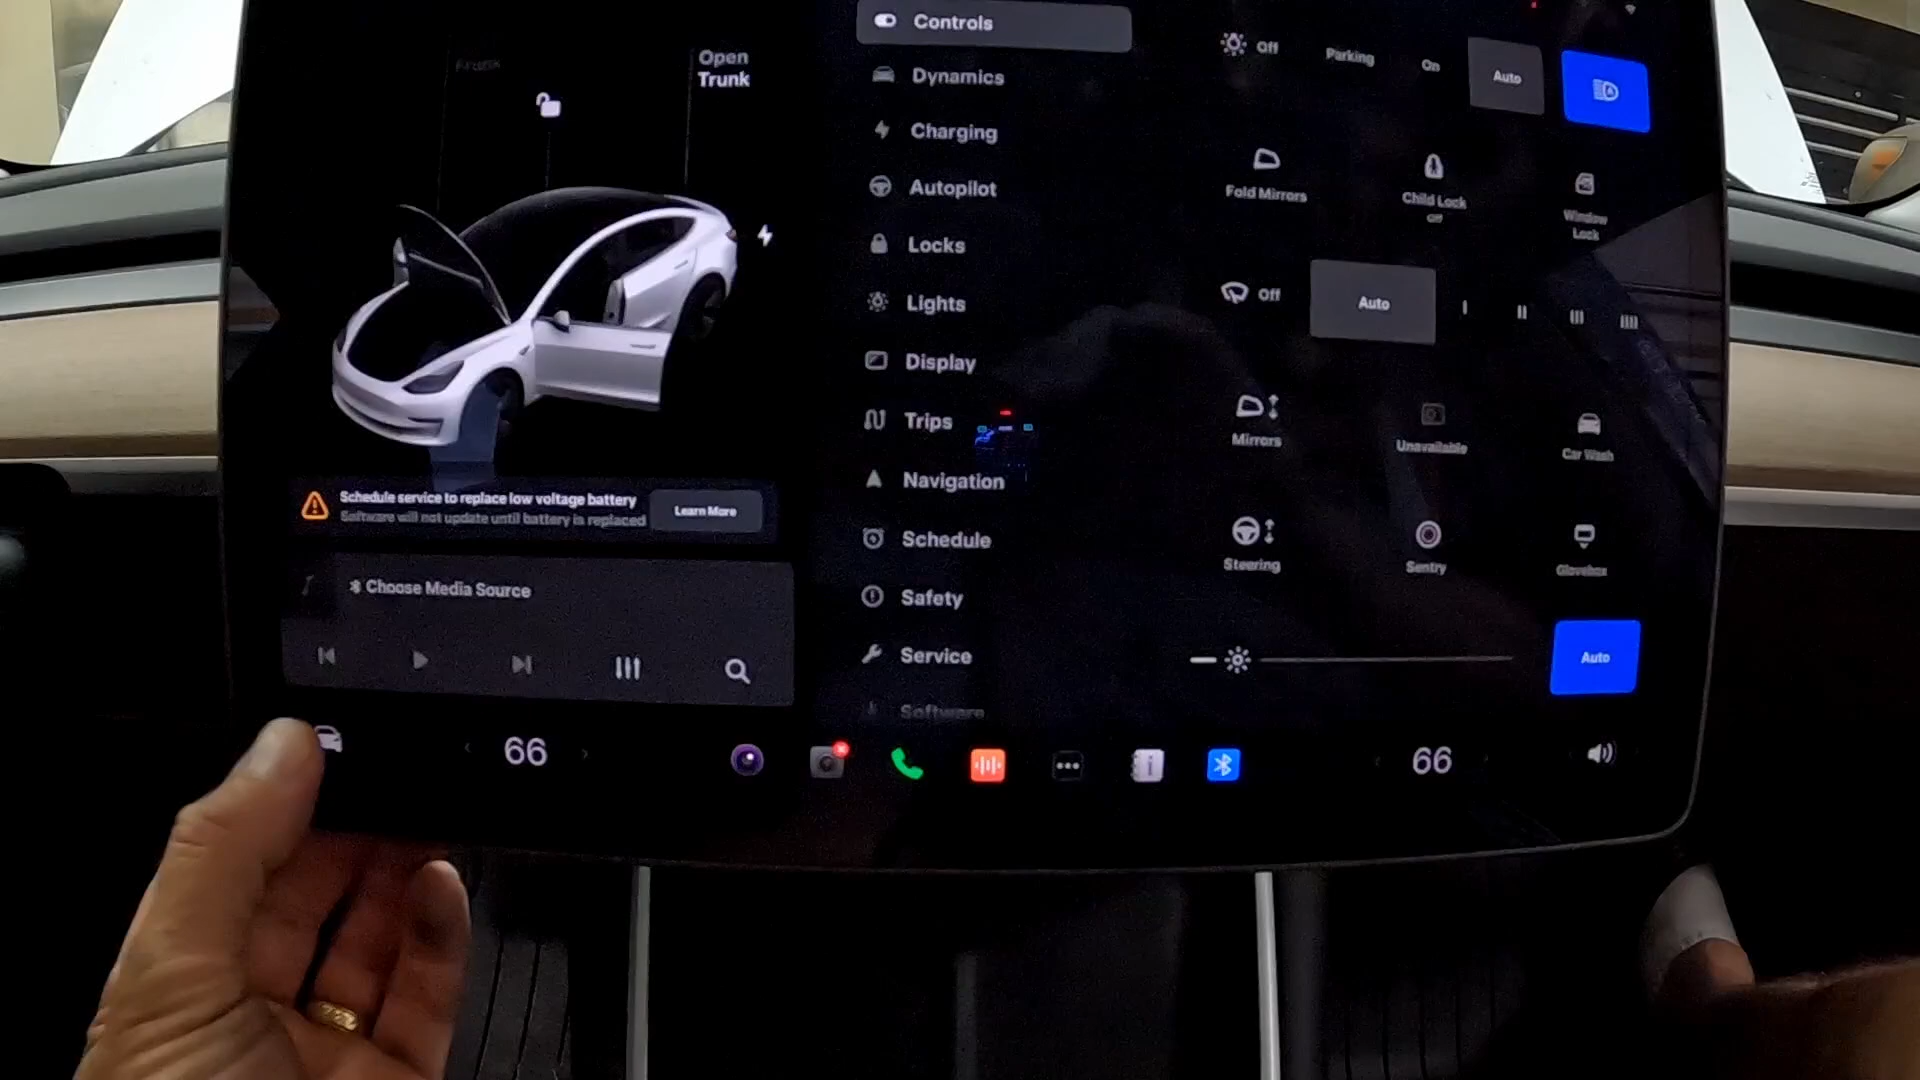 Frunk
Open
Trunk
Schedule service to replace low voltage battery
Software will not update until battery is replaced
Learn More
Choose Media Source
66
Controls
Dynamics
Charging
Autopilot
Locks
Lights
Display
Trips
Navigation
Schedule
Safety
Service
Software
Off
Parking
On
Auto
Fold Mirrors
Child Lock
Off
Window
Lock
Off
Auto
I
II
III
IIII
Mirrors
Unavailable
Car Wash
Steering
Sentry
Glovebox
Auto
66